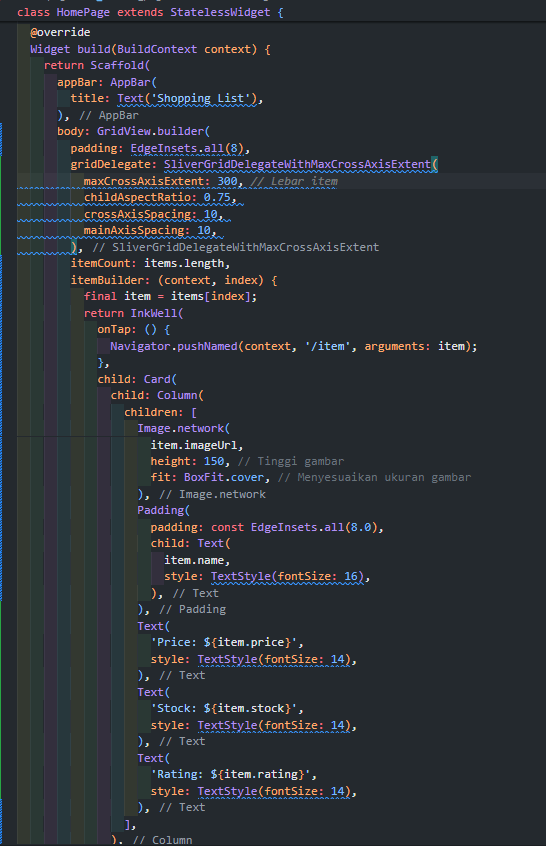 class HomePage extends StatelessWidget {
@override
Widget build(BuildContext context) {
return Scaffold(
appBar: AppBar(
title: Text('Shopping List'),
), // AppBar
body: GridView.builder(
padding: EdgeInsets.all(8),
gridDelegate: SliverGridDelegateWithMaxCrossAxisExtent(
maxCrossAxisExtent: 300, // Lebar item
childAspectRatio: 0.75,
crossAxisSpacing: 10,
mainAxisSpacing: 10,
), // SliverGridDelegateWithMaxCrossAxisExtent
itemCount: items.length,
itemBuilder: (context, index) {
final item = items[index];
return InkWell(
onTap: () {
Navigator.pushNamed(context, '/item', arguments: item);
},
child: Card(
child: Column(
children: [
Image.network(
item.imageUrl,
height: 150, // Tinggi gambar
fit: BoxFit.cover, // Menyesuaikan ukuran gambar
), // Image.network
Padding(
padding: const EdgeInsets.all(8.0),
child: Text(
item.name,
style: TextStyle(fontSize: 16),
), // Text
), // Padding
Text(
'Price: ${item.price}',
style: TextStyle(fontSize: 14),
), // Text
Text(
'Stock: ${item.stock}',
style: TextStyle(fontSize: 14),
), // Text
Text(
'Rating: ${item.rating}',
style: TextStyle(fontSize: 14),
), // Text
],
), // Column